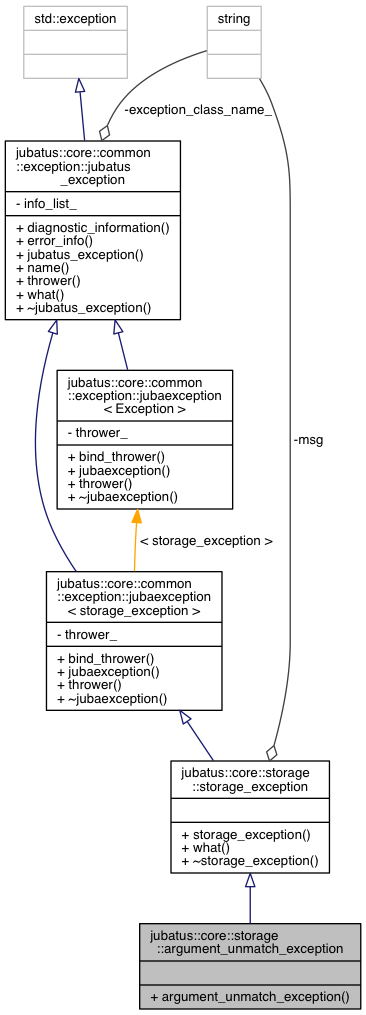 std::exception
string
-exception_class_name_
jubatus::core::common
::exception::jubatus
_exception
- info_list_
+ diagnostic_information()
+ error_info()
+ jubatus_exception()
+ name()
+ thrower()
+ what()
+ ~jubatus_exception()
jubatus::core::common
::exception::jubaexception
< Exception >
- thrower_
+ bind_thrower()
+ jubaexception()
+ thrower()
+ ~jubaexception()
-msg
< storage_exception >
jubatus::core::common
::exception::jubaexception
< storage_exception >
- thrower_
+ bind_thrower()
+ jubaexception()
+ thrower()
+ ~jubaexception()
jubatus::core::storage
::storage_exception
+ storage_exception()
+ what()
+ ~storage_exception()
jubatus::core::storage
::argument_unmatch_exception
+ argument_unmatch_exception()